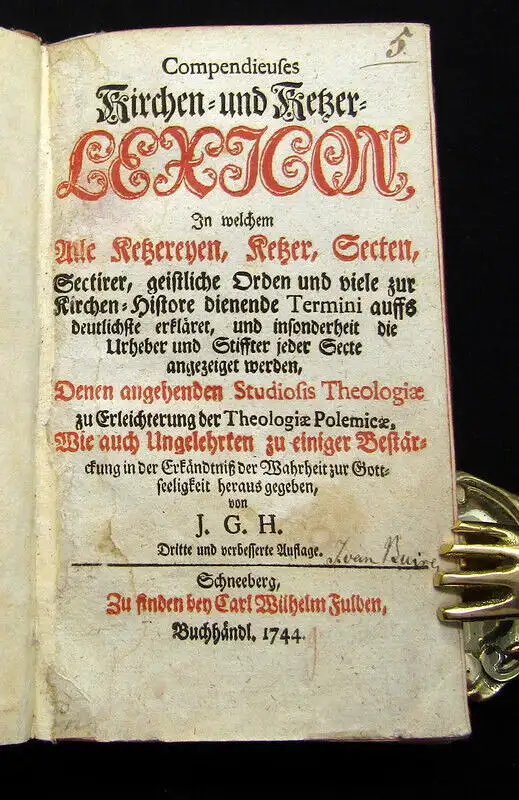 5.
Compendieuses
Kirchen- und Ketzer-
LEXICON,
In welchem
Alle Ketzereyen, Ketzer, Secten,
Sectirer, geistliche Orden und viele zur
Kirchen-Histore dienende Termini auffs
deutlichste erkläret, und insonderheit die
Urheber und Stiffter jeder Secte
angezeiget werden,
Denen angehenden Studiosis Theologiæ
zu Erleichterung der Theologiæ Polemicæ,
Wie auch Ungelehrten zu einiger Bestär-
ckung in der Erkändtniß der Wahrheit zur Gott-
seeligkeit heraus gegeben,
von
J. G. H.
Dritte und verbesserte Auflage.
Schneeberg,
Zu finden bey Carl Wilhelm Fulden,
Buchhändl. 1744.